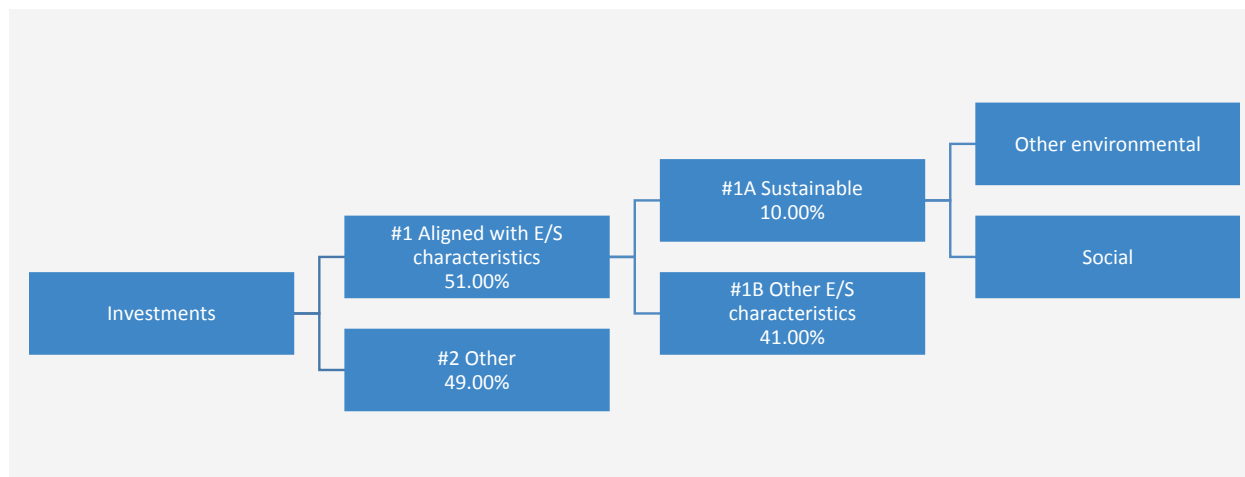 Investments
#1 Aligned with E/S
characteristics
51.00%
#2 Other
49.00%
#1A Sustainable
10.00%
#1B Other E/S
characteristics
41.00%
Other environmental
Social